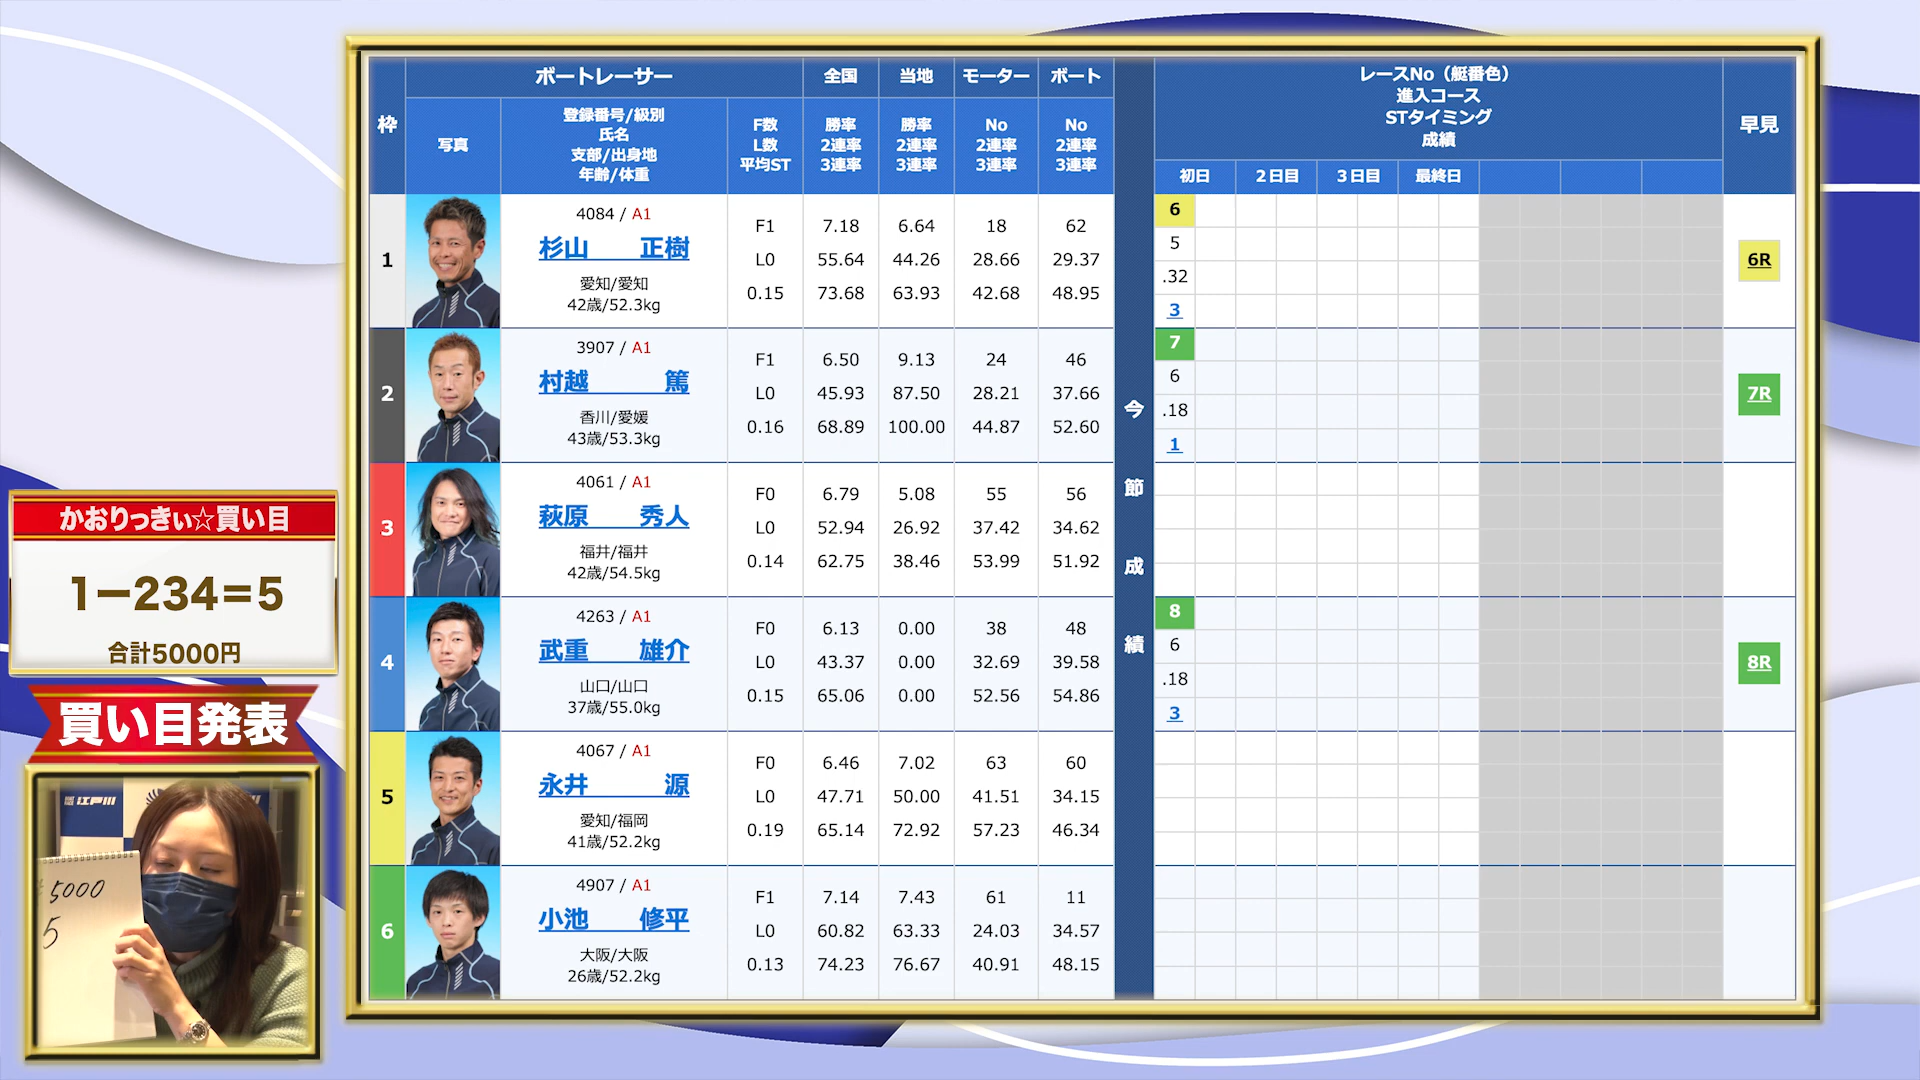 ボートレーサー 全国 当地 モーター ボート
枠 写真
登録番号/級別
氏名
支部/出身地
年齢/体重
F数
L数
平均ST
勝率
2連率
3連率
勝率
2連率
3連率
No
2連率
3連率
No
2連率
3連率
今節成績
レースNo（艇番色）
進入コース
STタイミング
成績
初日 2日目 3日目 最終日
早見
1
4084 / A1
杉山 正樹
愛知/愛知
42歳/52.3kg
F1 7.18 6.64 18 62
L0 55.64 44.26 28.66 29.37
0.15 73.68 63.93 42.68 48.95
6
5
.32
3
6R
2
3907 / A1
村越 篤
香川/愛媛
43歳/53.3kg
F1 6.50 9.13 24 46
L0 45.93 87.50 28.21 37.66
0.16 68.89 100.00 44.87 52.60
7
6
.18
1
7R
3
4061 / A1
萩原 秀人
福井/福井
42歳/54.5kg
F0 6.79 5.08 55 56
L0 52.94 26.92 37.42 34.62
0.14 62.75 38.46 53.99 51.92
4
4263 / A1
武重 雄介
山口/山口
37歳/55.0kg
F0 6.13 0.00 38 48
L0 43.37 0.00 32.69 39.58
0.15 65.06 0.00 52.56 54.86
8
6
.18
3
8R
5
4067 / A1
永井 源
愛知/福岡
41歳/52.2kg
F0 6.46 7.02 63 60
L0 47.71 50.00 41.51 34.15
0.19 65.14 72.92 57.23 46.34
6
4907 / A1
小池 修平
大阪/大阪
26歳/52.2kg
F1 7.14 7.43 61 11
L0 60.82 63.33 24.03 34.57
0.13 74.23 76.67 40.91 48.15
かおりっきぃ☆買い目
1ー234＝5
合計5000円
買い目発表
江戸川
5000
5